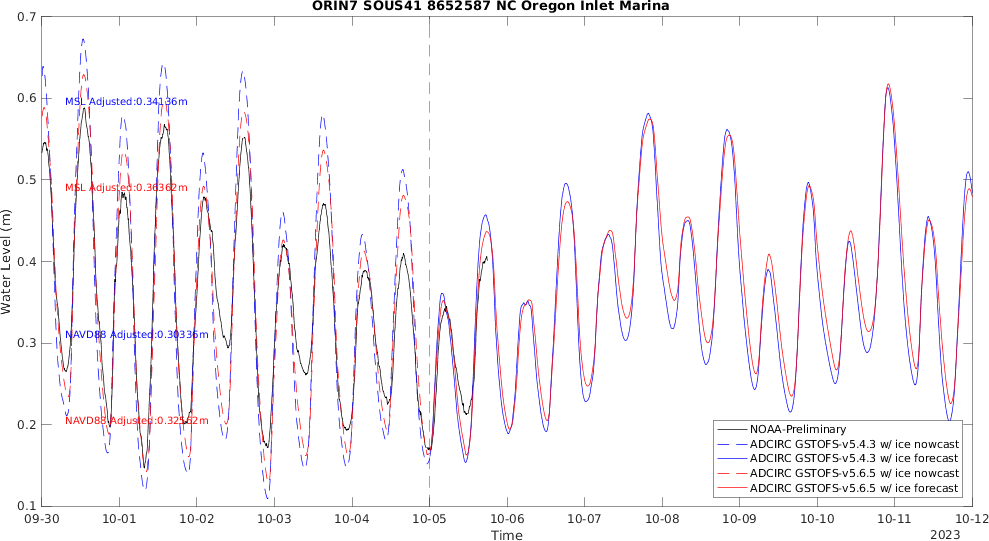 ORIN7 SOUS41 8652587 NC Oregon Inlet Marina
Water Level (m)
0.7
0.6
0.5
0.4
0.3
0.2
0.1
MSL Adjusted:0.34136m
MSL Adjusted:0.36362m
NAVD88 Adjusted:0.30336m
NAVD88 Adjusted:0.32562m
NOAA-Preliminary
ADCIRC GSTOFS-v5.4.3 w/ ice nowcast
ADCIRC GSTOFS-v5.4.3 w/ ice forecast
ADCIRC GSTOFS-v5.6.5 w/ ice nowcast
ADCIRC GSTOFS-v5.6.5 w/ ice forecast
09-30 10-01 10-02 10-03 10-04 10-05 10-06 10-07 10-08 10-09 10-10 10-11 10-12
Time
2023